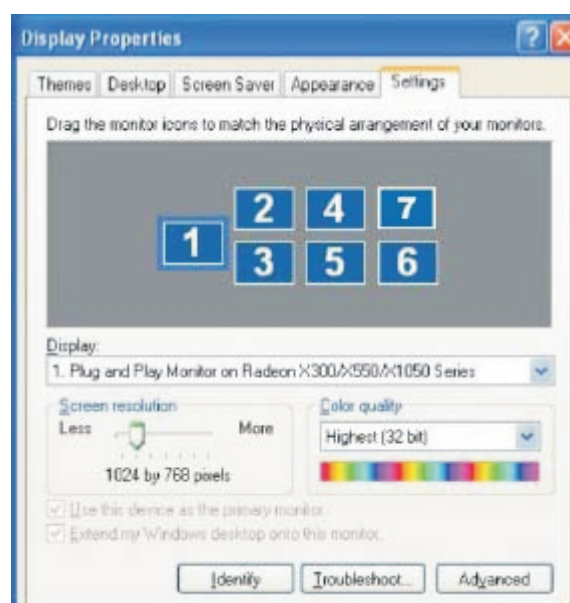 Display Properties
Themes Desktop Screen Saver Appearance Settings
Drag the monitor icons to match the physical arrangement of your monitors.
2 4 7
1
3 5 6
Display:
1. Plug and Play Monitor on Radeon X300/X550/X1050 Series
Screen resolution
Less More
1024 by 768 pixels
Color quality
Highest (32 bit)
Use this device as the primary monitor.
Extend my Windows desktop onto this monitor.
Identify Troubleshoot... Advanced